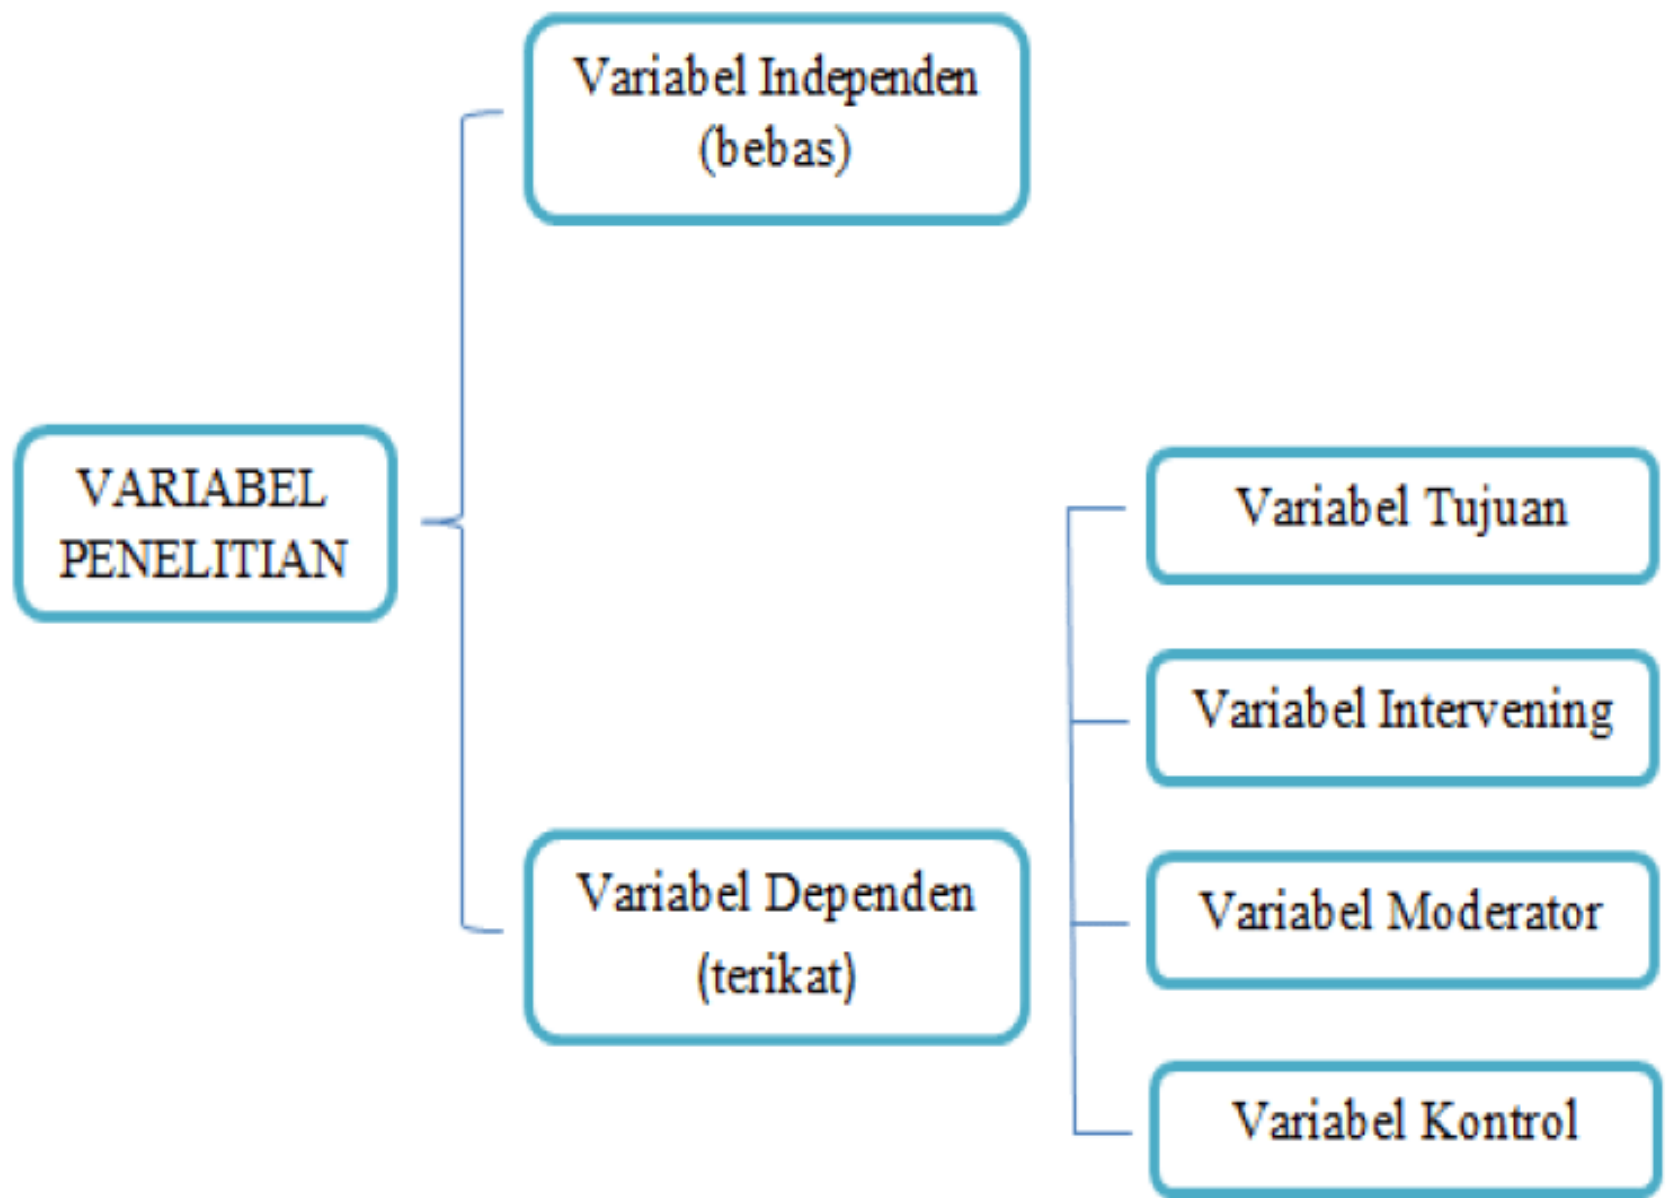 Variabel Independen
(bebas)
VARIABEL
PENELITIAN
Variabel Dependen
(terikat)
Variabel Tujuan
Variabel Intervening
Variabel Moderator
Variabel Kontrol